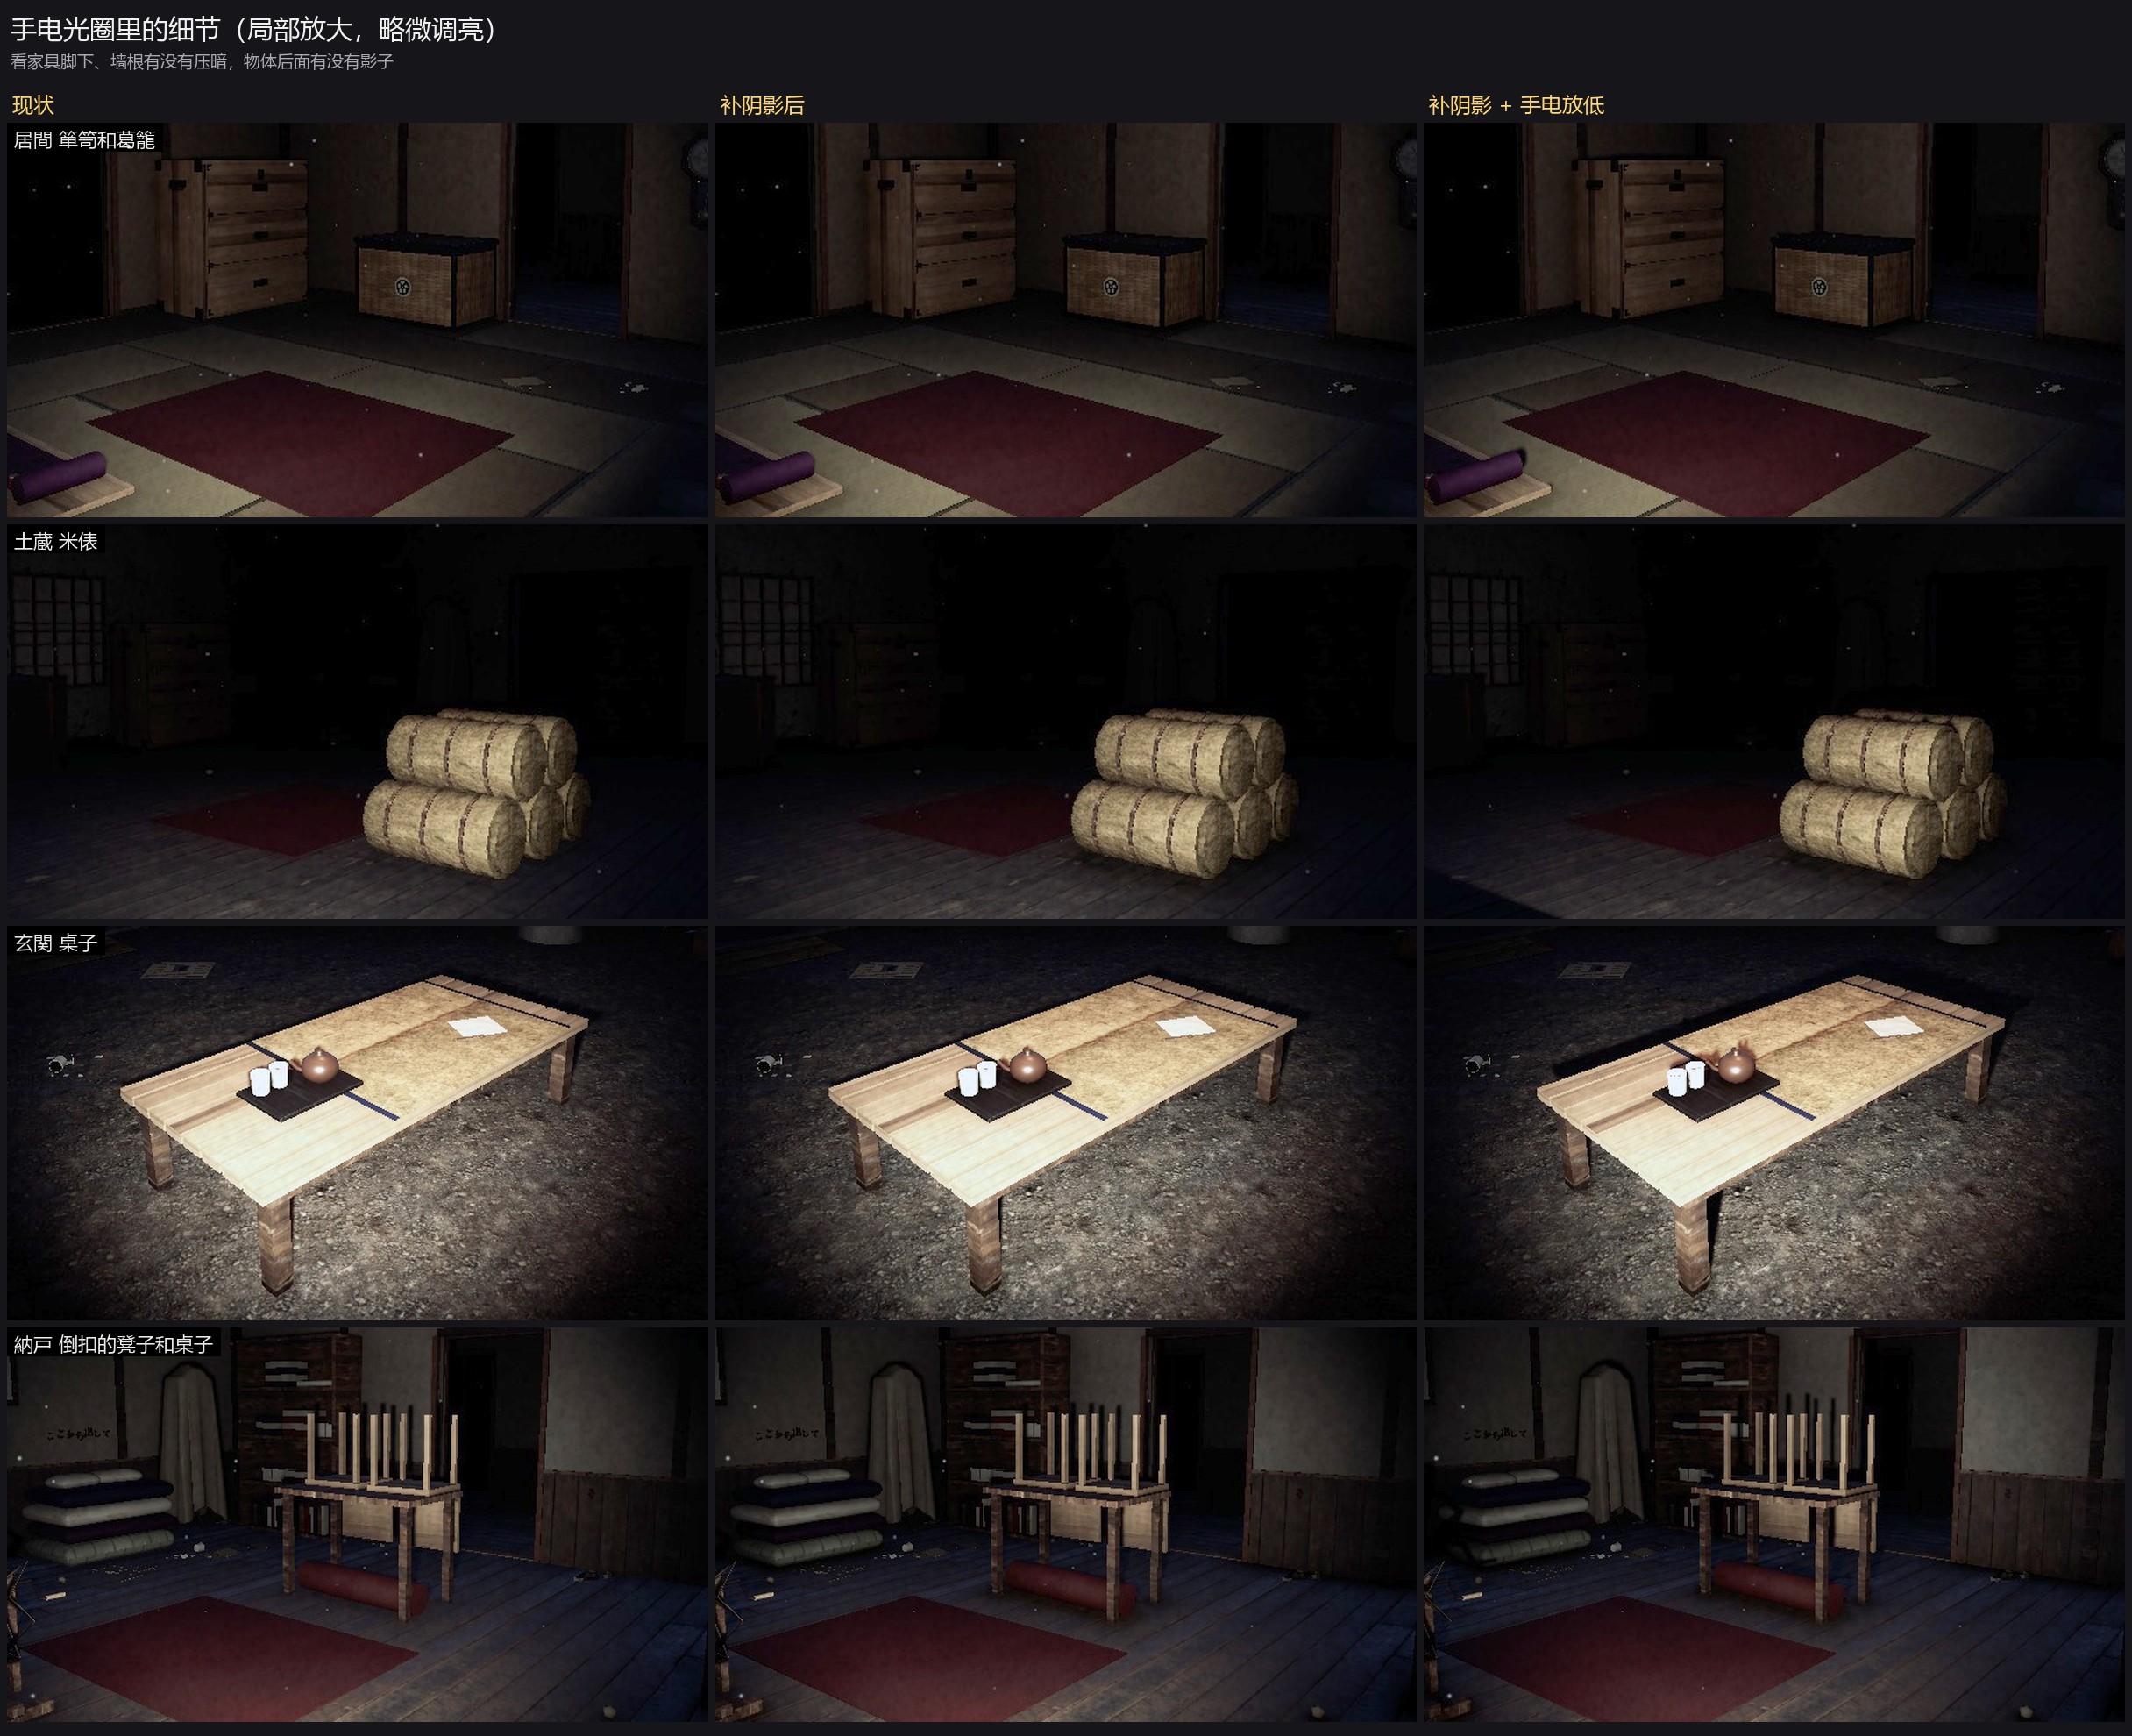 手电光圈里的细节（局部放大，略微调亮）
看家具脚下、墙根有没有压暗，物体后面有没有影子
现状
补阴影后
补阴影 + 手电放低
居間 箪笥和葛籠
土蔵 米俵
玄関 桌子
納戸 倒扣的凳子和桌子